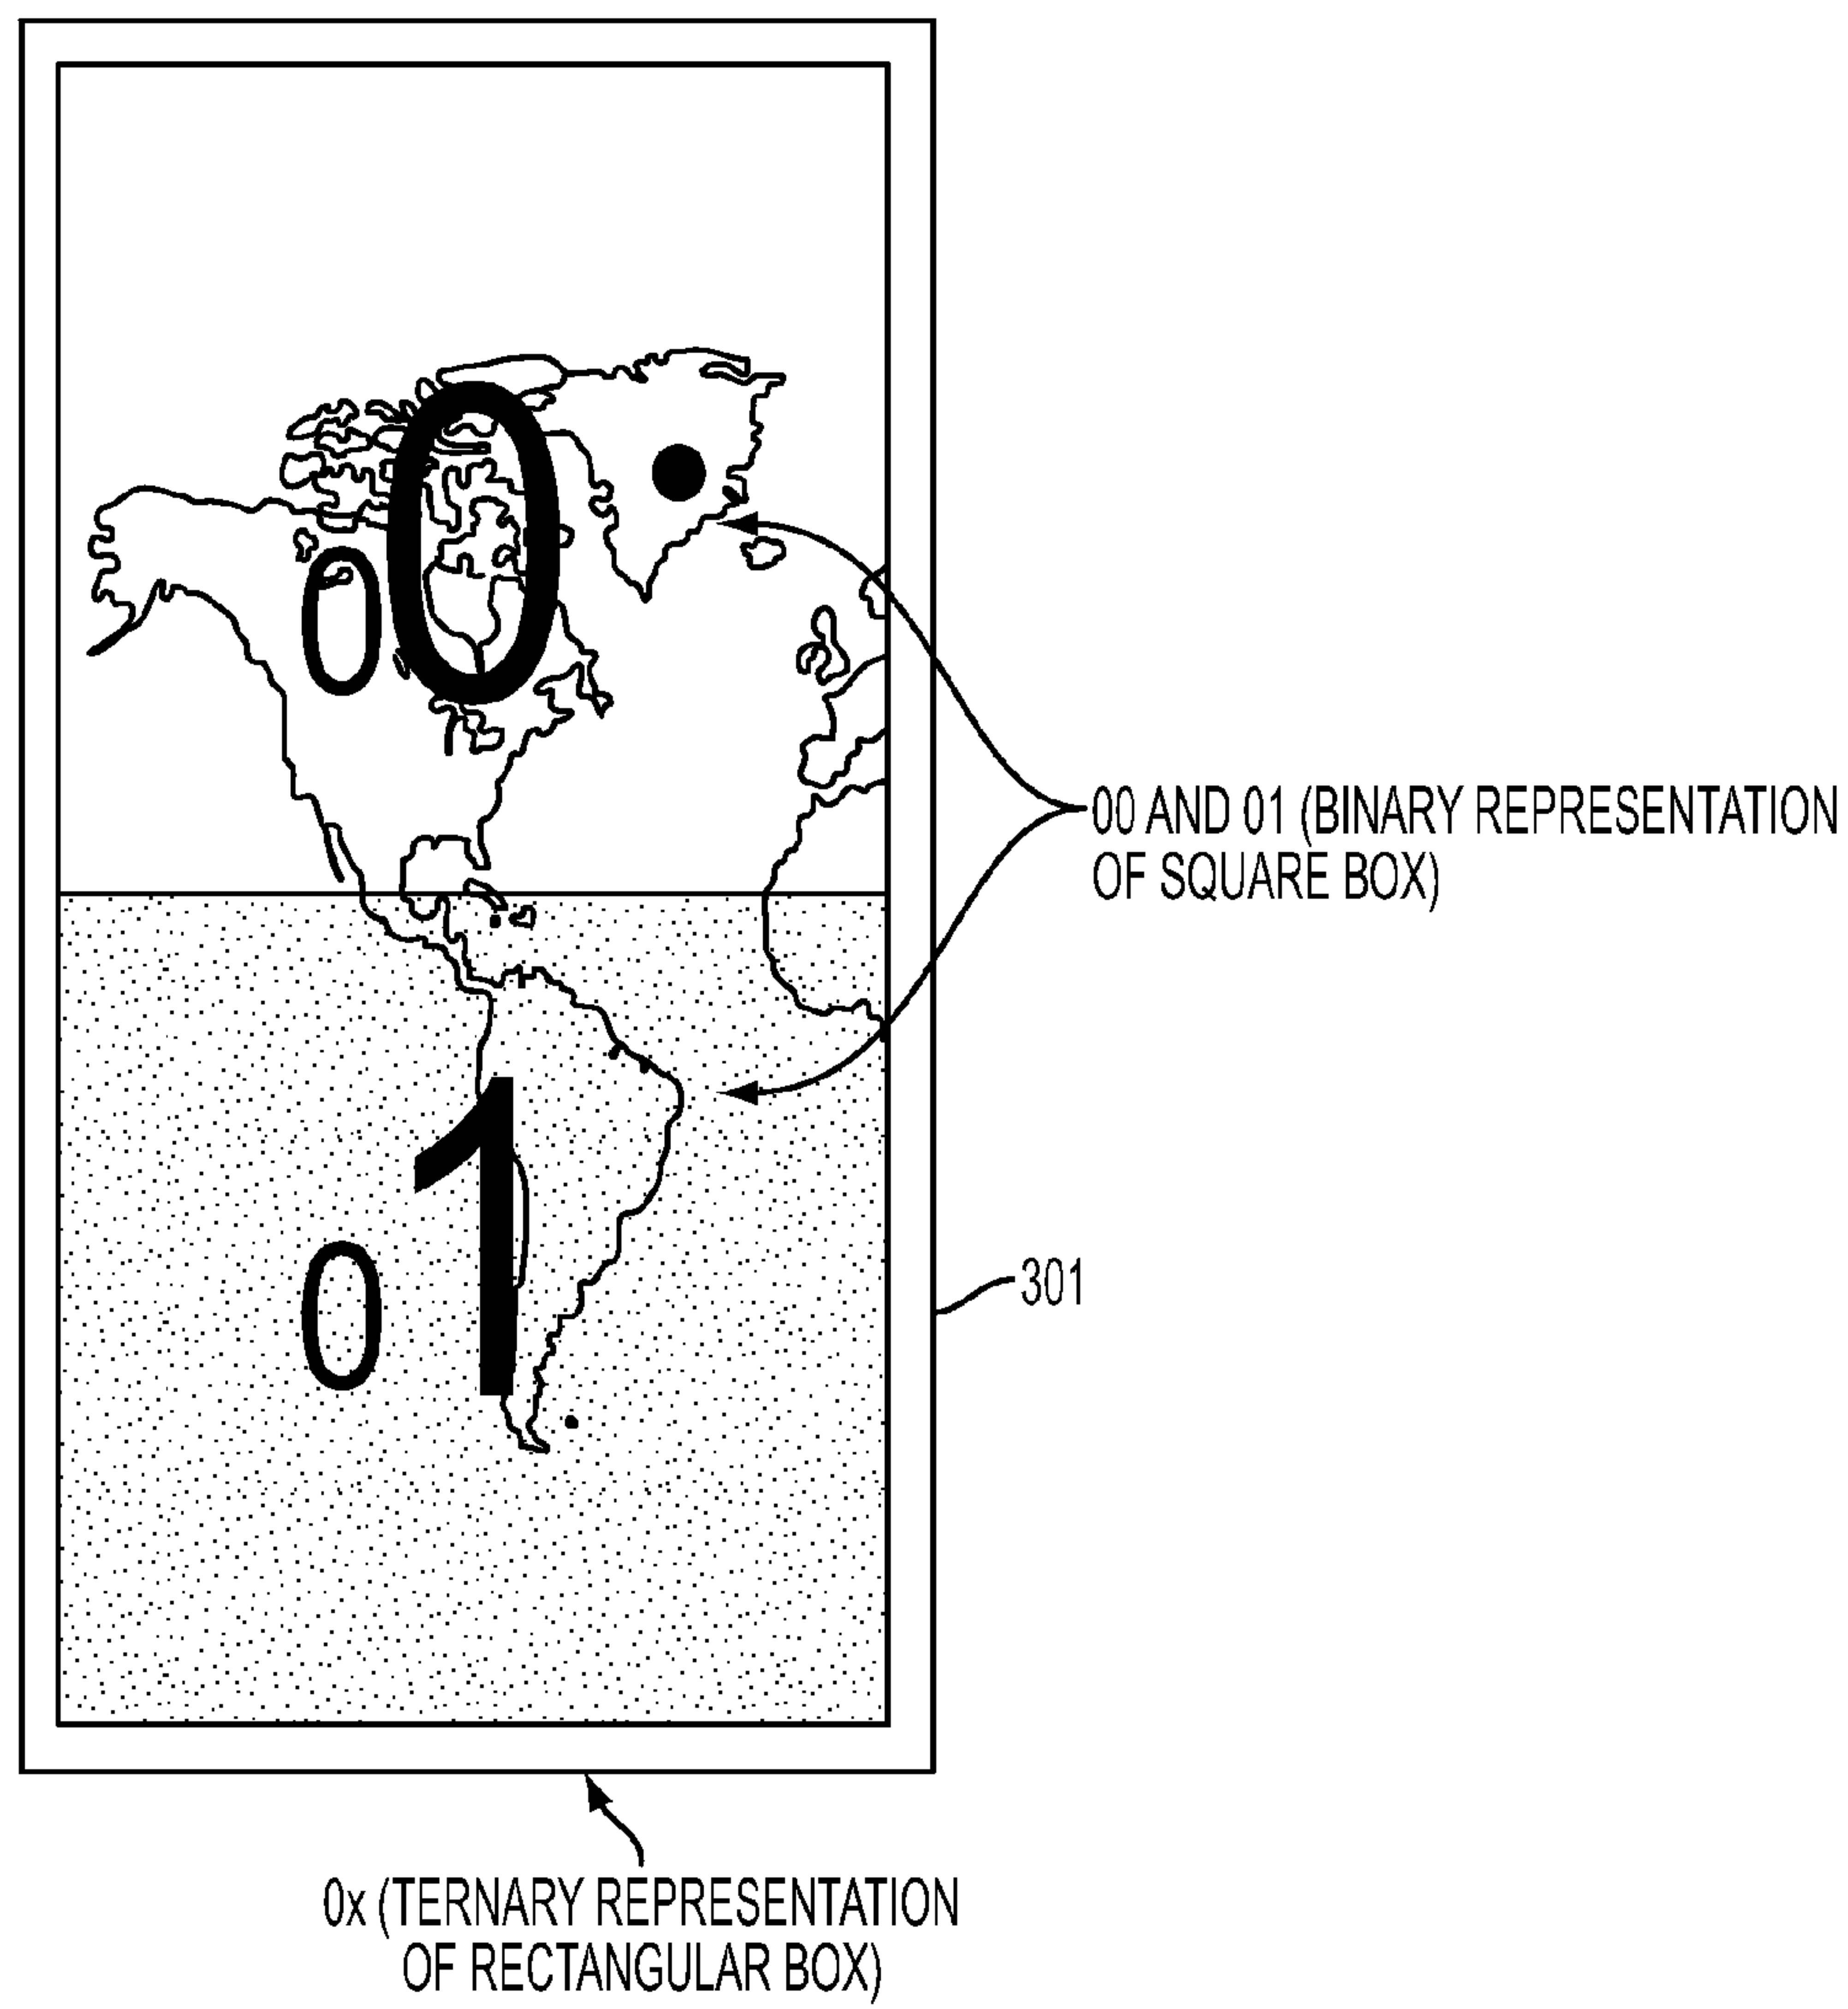 00
00 AND 01 (BINARY REPRESENTATION
OF SQUARE BOX)
01
301
0x (TERNARY REPRESENTATION
OF RECTANGULAR BOX)